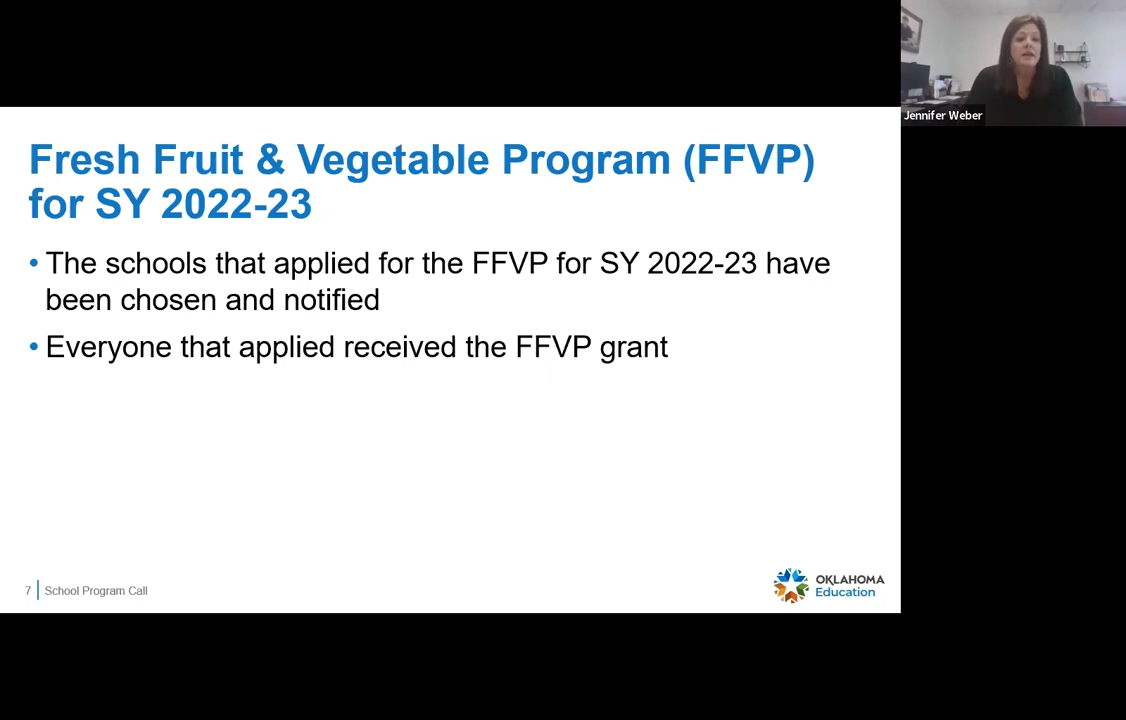 Jennifer Weber
Fresh Fruit & Vegetable Program (FFVP)
for SY 2022-23
• The schools that applied for the FFVP for SY 2022-23 have
been chosen and notified
• Everyone that applied received the FFVP grant
7 | School Program Call
OKLAHOMA
Education